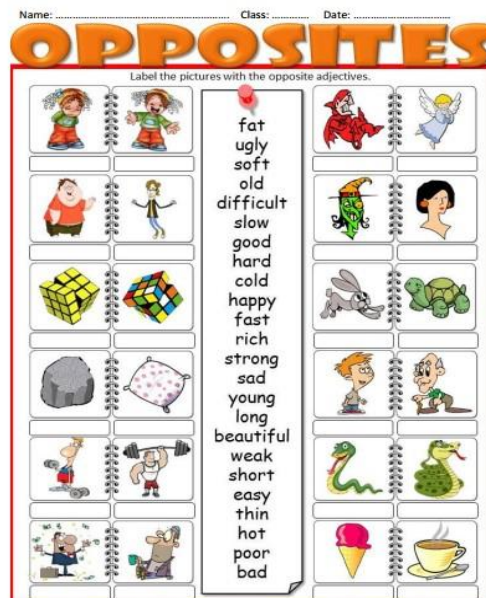 Name: ................................................ Class: ............ Date: ................................
OPPOSITES
Label the pictures with the opposite adjectives.
fat
ugly
soft
old
difficult
slow
good
hard
cold
happy
fast
rich
strong
sad
young
long
beautiful
weak
short
easy
thin
hot
poor
bad